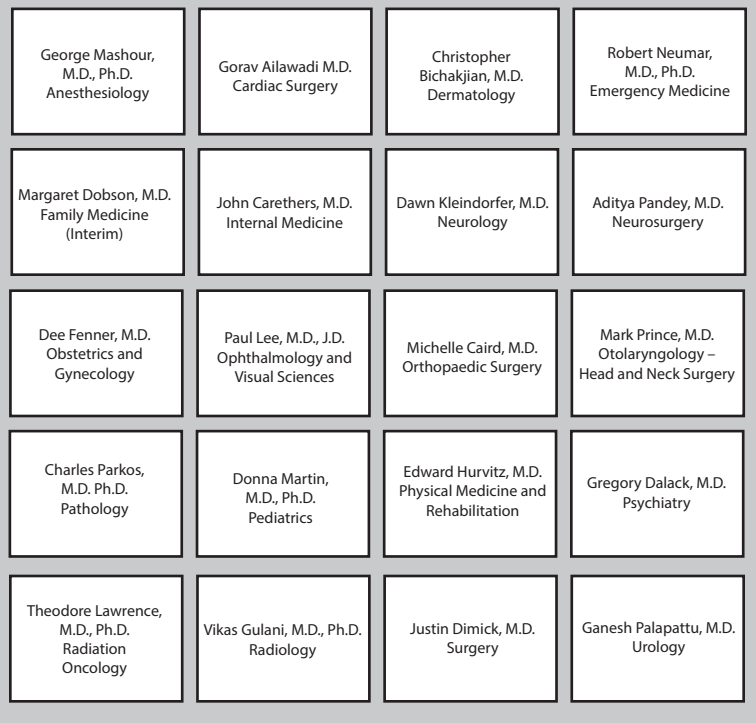 George Mashour,
M.D., Ph.D.
Anesthesiology
Gorav Ailawadi M.D.
Cardiac Surgery
Christopher
Bichakjian, M.D.
Dermatology
Robert Neumar,
M.D., Ph.D.
Emergency Medicine
Margaret Dobson, M.D.
Family Medicine
(Interim)
John Carethers, M.D.
Internal Medicine
Dawn Kleindorfer, M.D.
Neurology
Aditya Pandey, M.D.
Neurosurgery
Dee Fenner, M.D.
Obstetrics and
Gynecology
Paul Lee, M.D., J.D.
Ophthalmology and
Visual Sciences
Michelle Caird, M.D.
Orthopaedic Surgery
Mark Prince, M.D.
Otolaryngology –
Head and Neck Surgery
Charles Parkos,
M.D. Ph.D.
Pathology
Donna Martin,
M.D., Ph.D.
Pediatrics
Edward Hurvitz, M.D.
Physical Medicine and
Rehabilitation
Gregory Dalack, M.D.
Psychiatry
Theodore Lawrence,
M.D., Ph.D.
Radiation
Oncology
Vikas Gulani, M.D., Ph.D.
Radiology
Justin Dimick, M.D.
Surgery
Ganesh Palapattu, M.D.
Urology